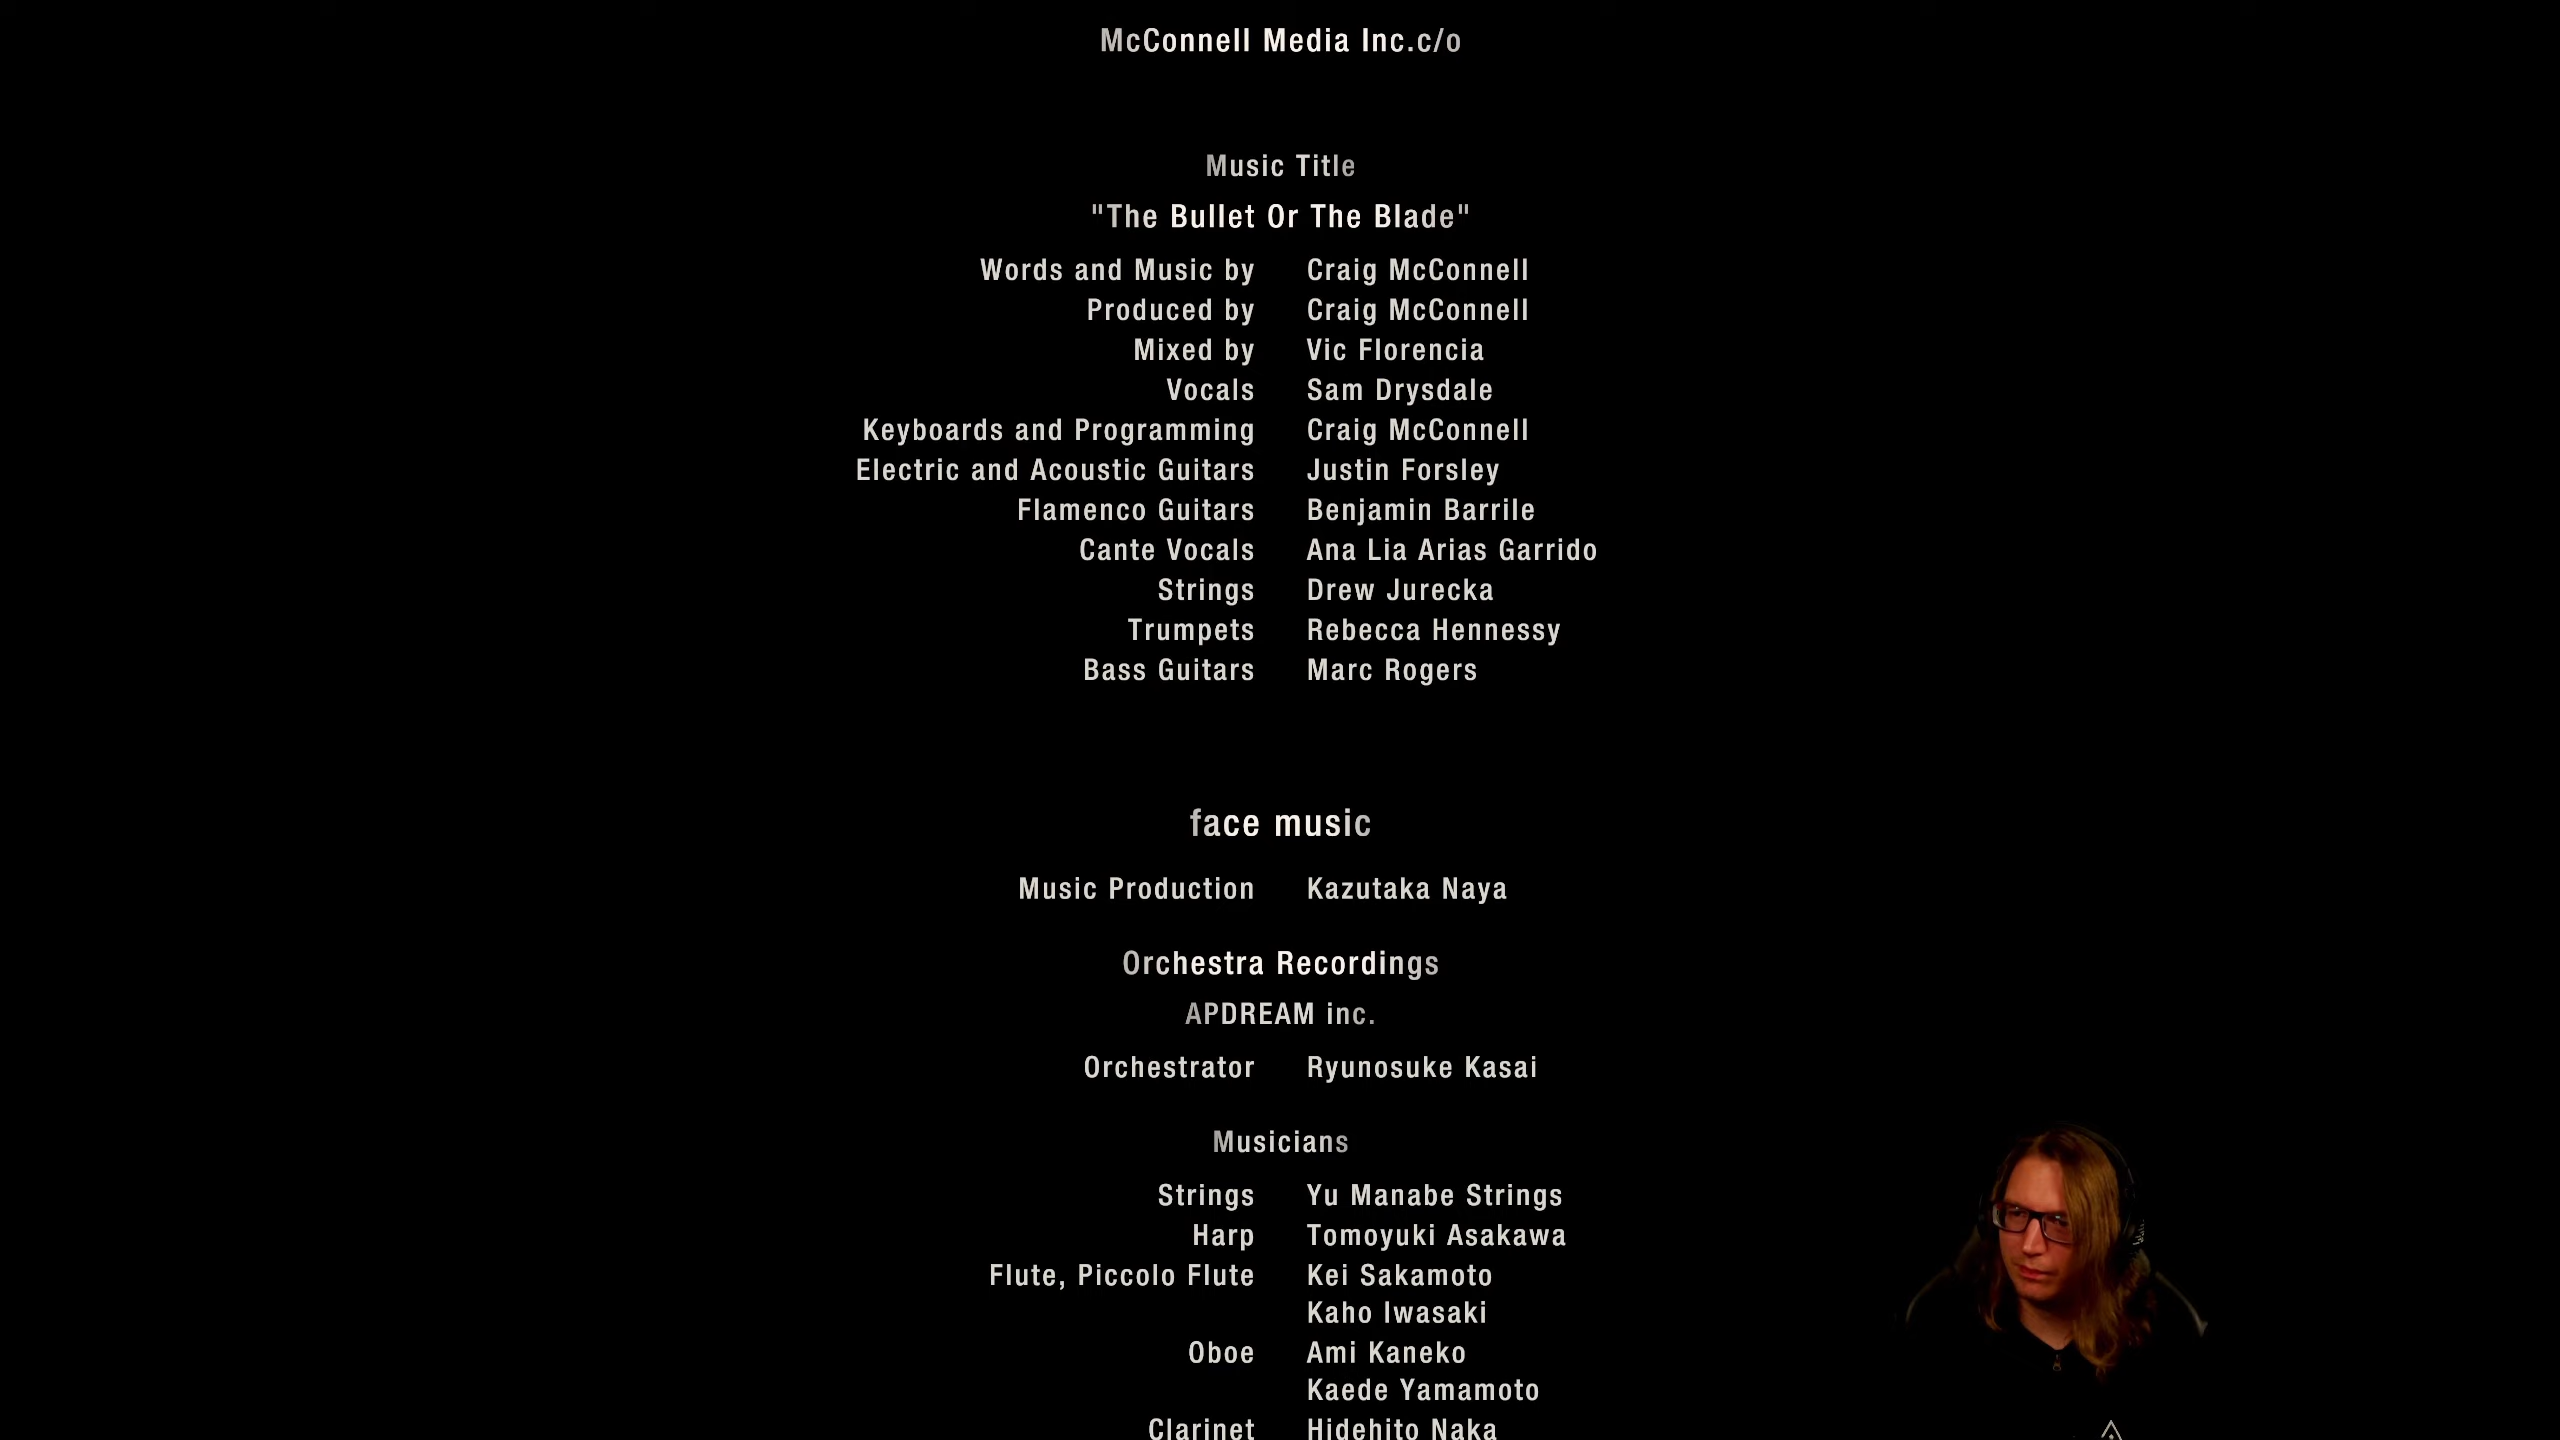 McConnell Media Inc.c/o
Music Title
"The Bullet Or The Blade"
Words and Music by Craig McConnell
Produced by Craig McConnell
Mixed by Vic Florencia
Vocals Sam Drysdale
Keyboards and Programming Craig McConnell
Electric and Acoustic Guitars Justin Forsley
Flamenco Guitars Benjamin Barrile
Cante Vocals Ana Lia Arias Garrido
Strings Drew Jurecka
Trumpets Rebecca Hennessy
Bass Guitars Marc Rogers
face music
Music Production Kazutaka Naya
Orchestra Recordings
APDREAM inc.
Orchestrator Ryunosuke Kasai
Musicians
Strings Yu Manabe Strings
Harp Tomoyuki Asakawa
Flute, Piccolo Flute Kei Sakamoto
Kaho Iwasaki
Oboe Ami Kaneko
Kaede Yamamoto
Clarinet Hidehito Naka